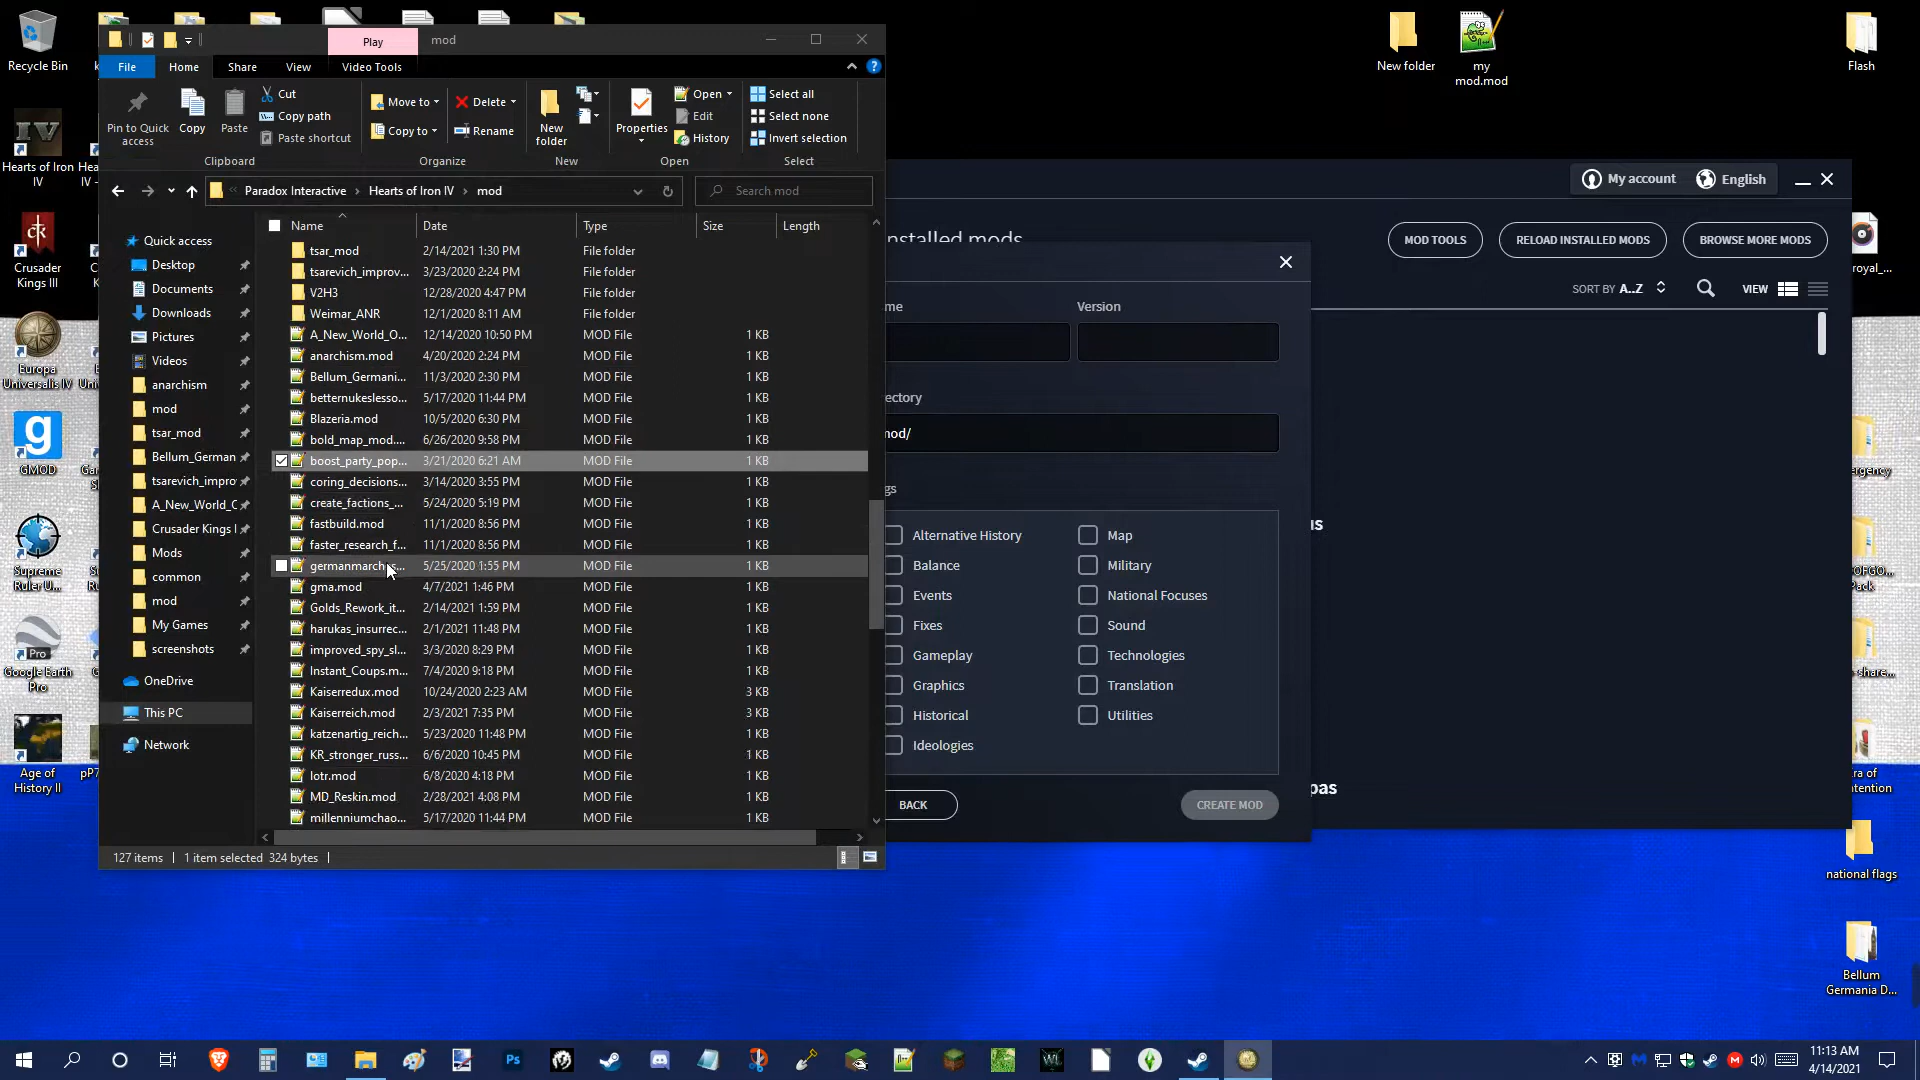 Recycle Bin
Hearts of Iron IV
Crusader Kings III
Europa Universalis IV
GMOD
Supreme Ruler U...
Google Earth Pro
Age of History II
New folder
my mod.mod
Flash
national flags
Bellum Germania D...
Play
mod
File
Home
Share
View
Video Tools
Pin to Quick access
Copy
Paste
Cut
Copy path
Paste shortcut
Clipboard
Move to
Copy to
Delete
Rename
Organize
New folder
New
Properties
Open
Edit
History
Open
Select all
Select none
Invert selection
Select
Paradox Interactive > Hearts of Iron IV > mod
Search mod
Quick access
Desktop
Documents
Downloads
Pictures
Videos
anarchism
mod
tsar_mod
Bellum_German
tsarevich_impro
A_New_World_C
Crusader Kings I
Mods
common
mod
My Games
screenshots
OneDrive
This PC
Network
Name Date Type Size Length
tsar_mod 2/14/2021 1:30 PM File folder
tsarevich_improv... 3/23/2020 2:24 PM File folder
V2H3 12/28/2020 4:47 PM File folder
Weimar_ANR 12/1/2020 8:11 AM File folder
A_New_World_O... 12/14/2020 10:50 PM MOD File 1 KB
anarchism.mod 4/20/2020 2:24 PM MOD File 1 KB
Bellum_Germani... 11/3/2020 2:30 PM MOD File 1 KB
betternukeslesso... 5/17/2020 11:44 PM MOD File 1 KB
Blazeria.mod 10/5/2020 6:30 PM MOD File 1 KB
bold_map_mod.... 6/26/2020 9:58 PM MOD File 1 KB
boost_party_pop... 3/21/2020 6:21 AM MOD File 1 KB
coring_decisions... 3/14/2020 3:55 PM MOD File 1 KB
create_factions_... 5/24/2020 5:19 PM MOD File 1 KB
fastbuild.mod 11/1/2020 8:56 PM MOD File 1 KB
faster_research_f... 11/1/2020 8:56 PM MOD File 1 KB
germanmarch 5/25/2020 1:55 PM MOD File 1 KB
gma.mod 4/7/2021 1:46 PM MOD File 1 KB
Golds_Rework_it... 2/14/2021 1:59 PM MOD File 1 KB
harukas_insurrec... 2/1/2021 11:48 PM MOD File 1 KB
improved_spy_sl... 3/3/2020 8:29 PM MOD File 1 KB
Instant_Coups.m... 7/4/2020 9:18 PM MOD File 1 KB
Kaiserredux.mod 10/24/2020 2:23 AM MOD File 3 KB
Kaiserreich.mod 2/3/2021 7:35 PM MOD File 3 KB
katzenartig_reich... 5/23/2020 11:48 PM MOD File 1 KB
KR_stronger_russ... 6/6/2020 10:45 PM MOD File 1 KB
lotr.mod 6/8/2020 4:18 PM MOD File 1 KB
MD_Reskin.mod 2/28/2021 4:08 PM MOD File 1 KB
millenniumchao... 5/17/2020 11:44 PM MOD File 1 KB
127 items 1 item selected 324 bytes
My account
English
nstalled mods
MOD TOOLS
RELOAD INSTALLED MODS
BROWSE MORE MODS
SORT BY A..Z
VIEW
me
Version
ectory
mod/
gs
Alternative History
Balance
Events
Fixes
Gameplay
Graphics
Historical
Ideologies
Map
Military
National Focuses
Sound
Technologies
Translation
Utilities
BACK
CREATE MOD
us
pas
11:13 AM
4/14/2021